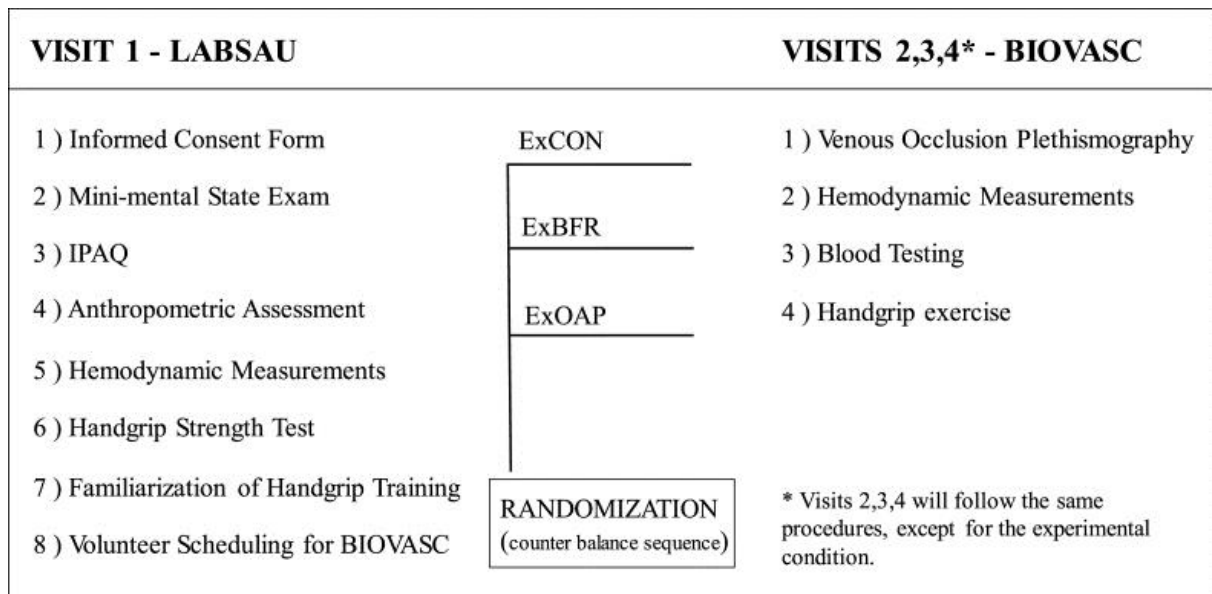 VISIT 1 - LABSAU
1 ) Informed Consent Form
2 ) Mini-mental State Exam
3 ) IPAQ
4 ) Anthropometric Assessment
5 ) Hemodynamic Measurements
6 ) Handgrip Strength Test
7 ) Familiarization of Handgrip Training
8 ) Volunteer Scheduling for BIOVASC
ExCON
ExBFR
ExOAP
RANDOMIZATION
(counter balance sequence)
VISITS 2,3,4* - BIOVASC
1 ) Venous Occlusion Plethismography
2 ) Hemodynamic Measurements
3 ) Blood Testing
4 ) Handgrip exercise
* Visits 2,3,4 will follow the same
procedures, except for the experimental
condition.